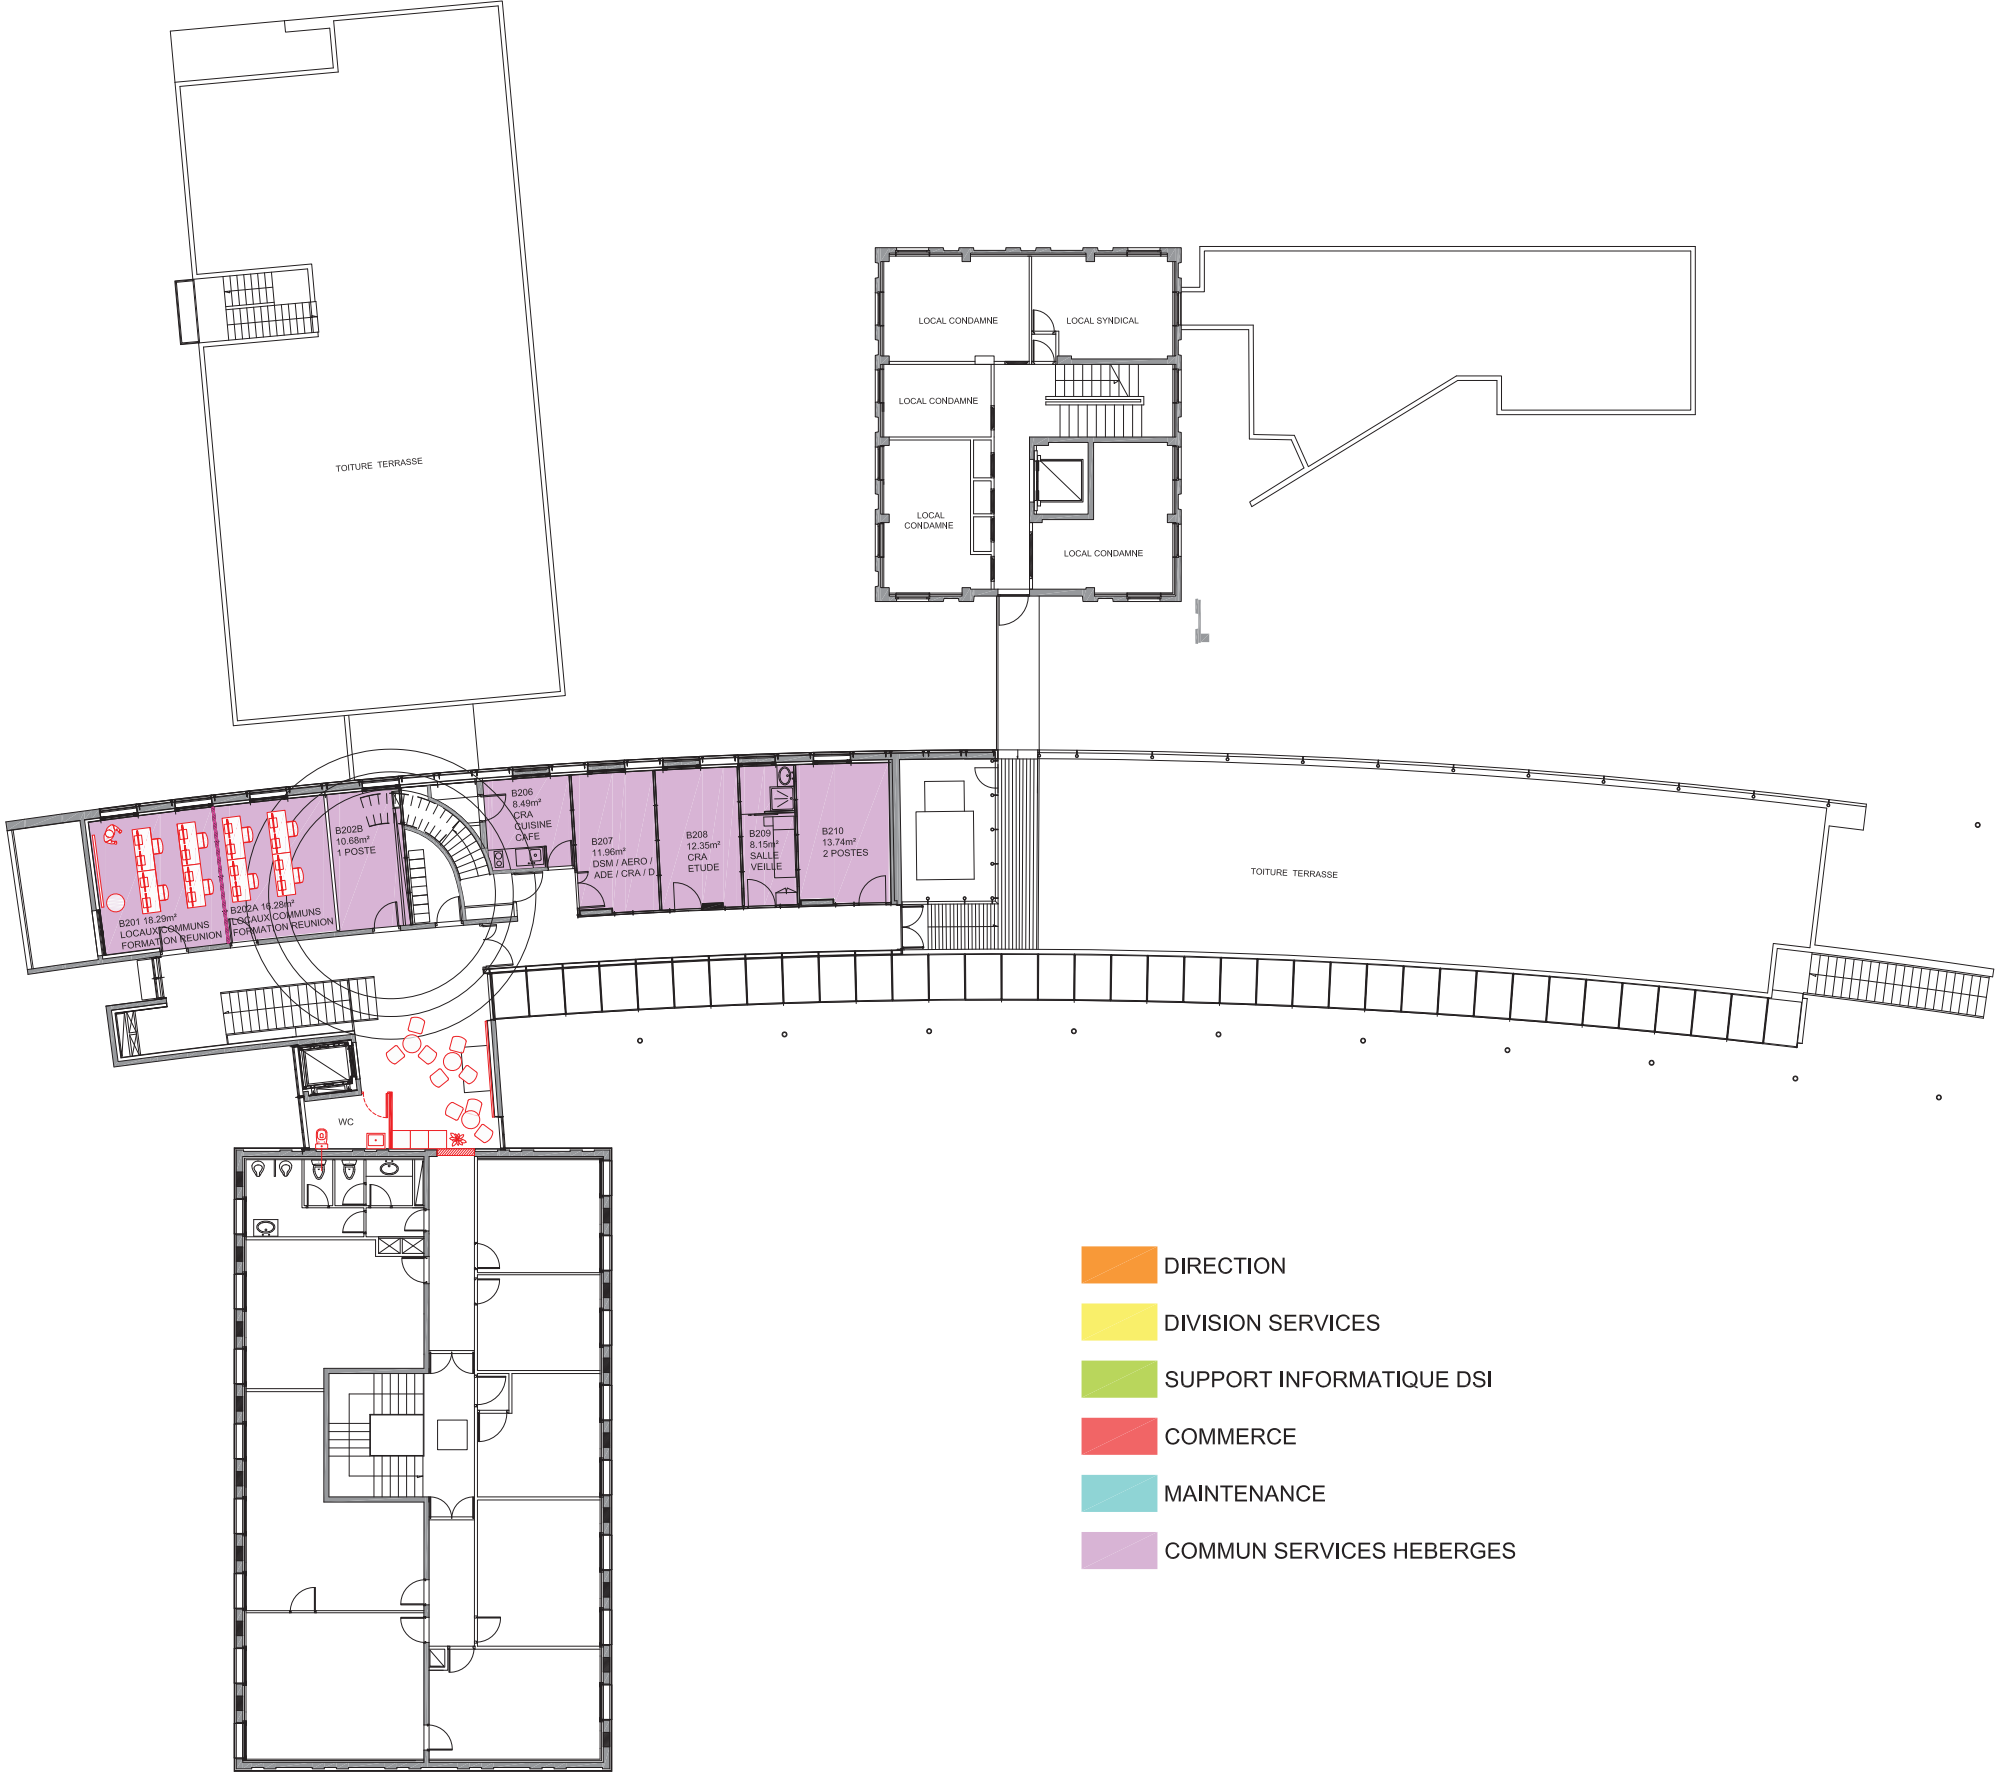 LOCAL CONDAMNE
LOCAL SYNDICAL
LOCAL CONDAMNE
TOITURE TERRASSE
LOCAL
CONDAMNE
LOCAL CONDAMNE
B206
8.49m²
CRA
CUISINE
CAFE
B202B
10.68m²
1 POSTE
B207
11.96m²
DSM / AERO /
ADE / CRA / D
B208
12.35m²
CRA
ETUDE
B209
8.15m²
SALLE
VEILLE
B210
13.74m²
2 POSTES
TOITURE TERRASSE
B201 18.29m²
LOCAUX COMMUNS
FORMATION REUNION
B202A 16.28m²
LOCAUX COMMUNS
FORMATION REUNION
WC
DIRECTION
DIVISION SERVICES
SUPPORT INFORMATIQUE DSI
COMMERCE
MAINTENANCE
COMMUN SERVICES HEBERGES